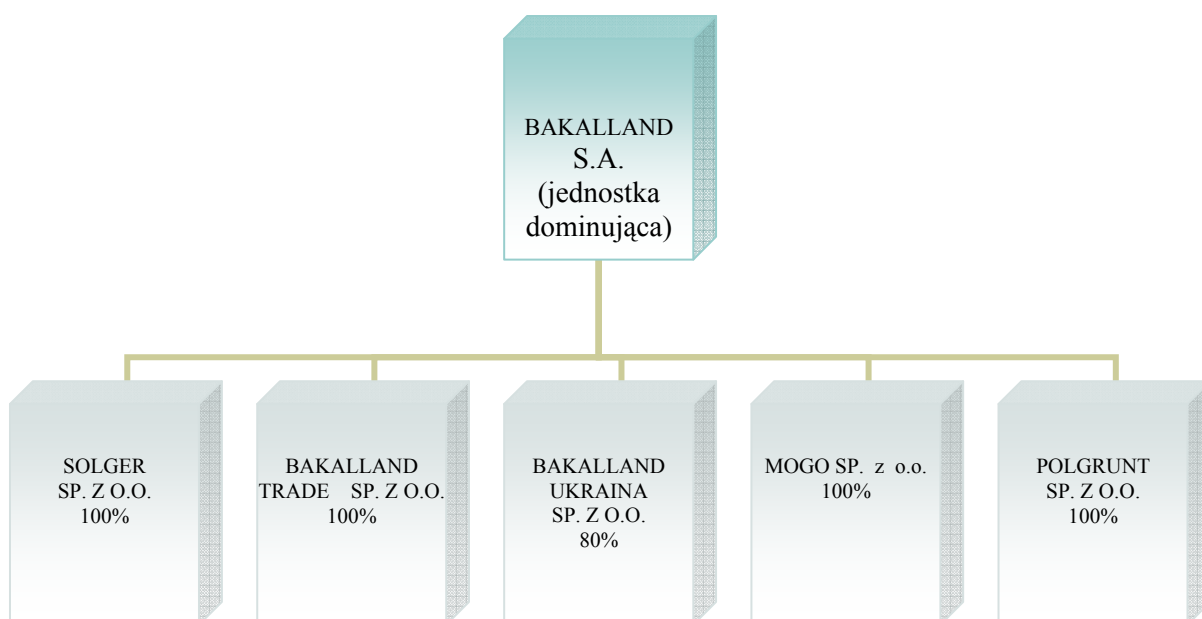 BAKALLAND
S.A.
(jednostka
dominująca)
SOLGER
SP. Z O.O.
100%
BAKALLAND
TRADE SP. Z O.O.
100%
BAKALLAND
UKRAINA
SP. Z O.O.
80%
MOGO SP. z o.o.
100%
POLGRUNT
SP. Z O.O.
100%